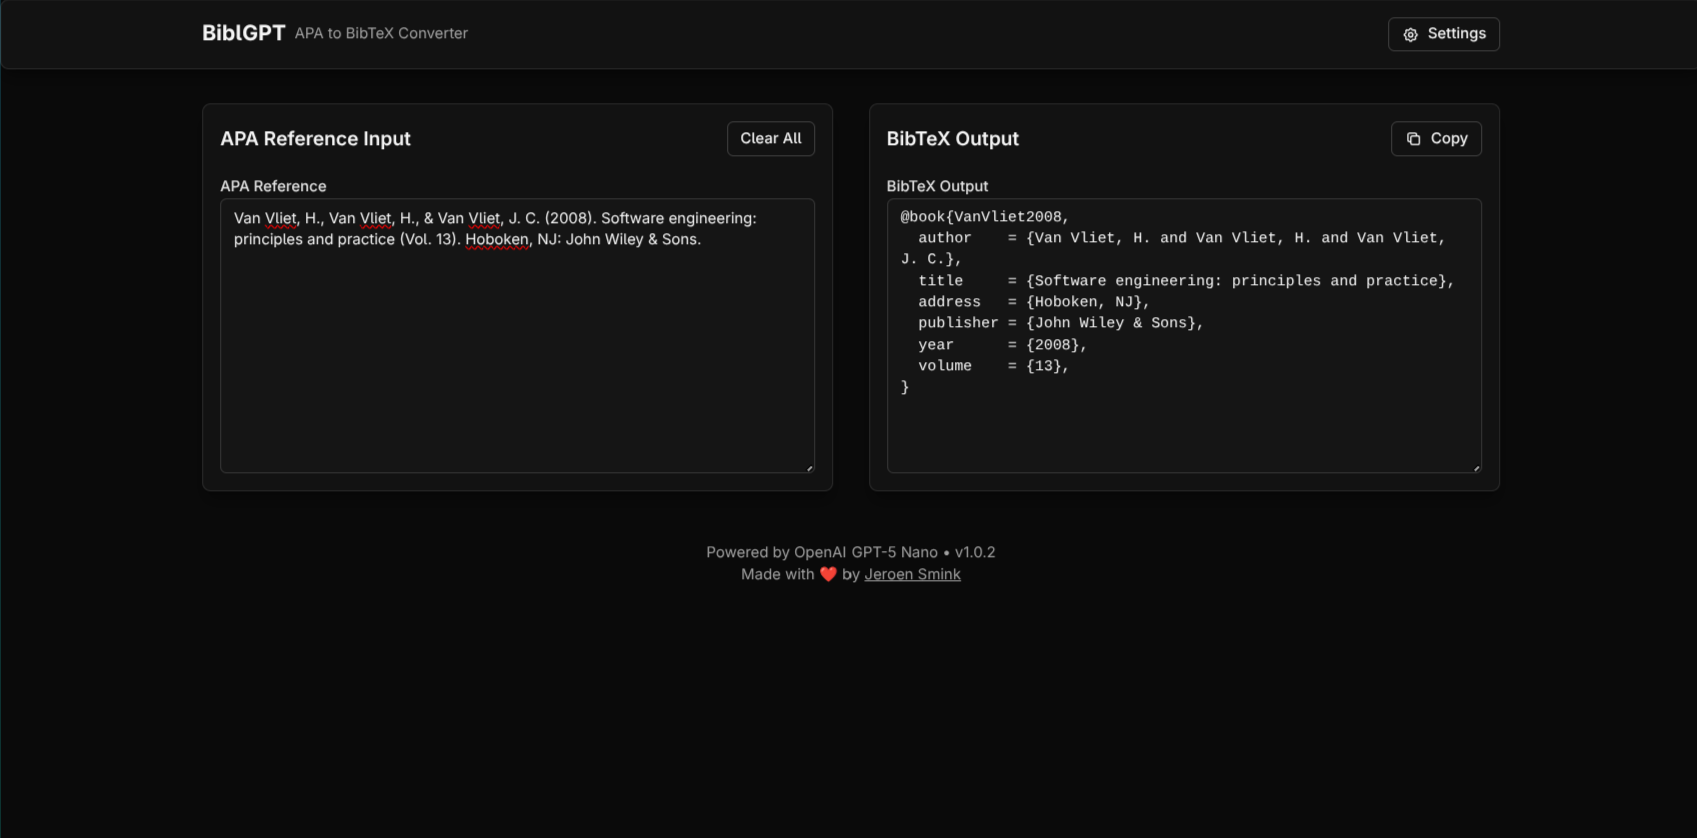 BiblGPT APA to BibTeX Converter
Settings
APA Reference Input
Clear All
APA Reference
Van Vliet, H., Van Vliet, H., & Van Vliet, J. C. (2008). Software engineering:
principles and practice (Vol. 13). Hoboken, NJ: John Wiley & Sons.
BibTeX Output
Copy
BibTeX Output
@book{VanVliet2008,
  author    = {Van Vliet, H. and Van Vliet, H. and Van Vliet,
J. C.},
  title     = {Software engineering: principles and practice},
  address   = {Hoboken, NJ},
  publisher = {John Wiley & Sons},
  year      = {2008},
  volume    = {13},
}
Powered by OpenAI GPT-5 Nano • v1.0.2
Made with ❤️ by Jeroen Smink